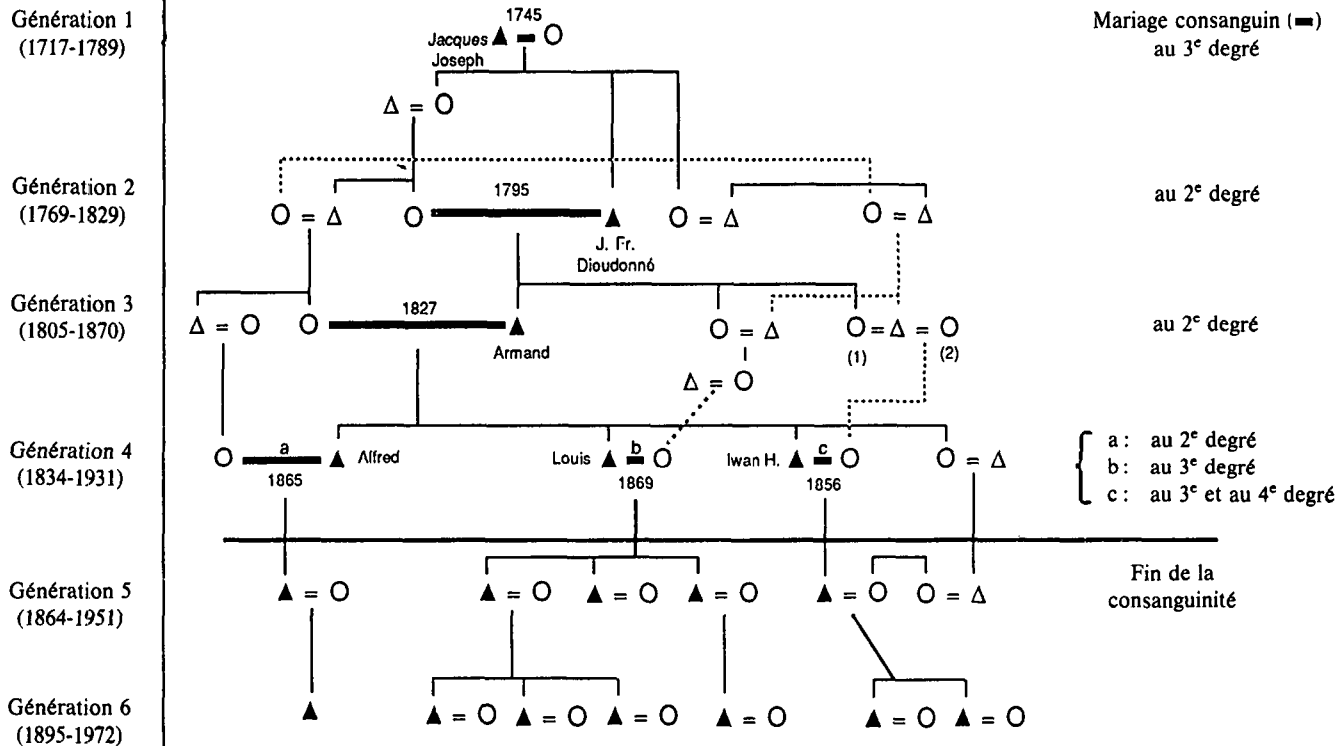 Génération 1
(1717-1789)
1745
Jacques
Joseph
Mariage consanguin ( )
au 3e degré
Génération 2
(1769-1829)
1795
J. Fr.
Dioudonnó
au 2e degré
Génération 3
(1805-1870)
1827
Armand
(1)
(2)
au 2e degré
Génération 4
(1834-1931)
a
Alfred
1865
Louis
b
1869
Iwan H.
c
1856
a : au 2e degré
b : au 3e degré
c : au 3e et au 4e degré
Génération 5
(1864-1951)
Fin de la
consanguinité
Génération 6
(1895-1972)